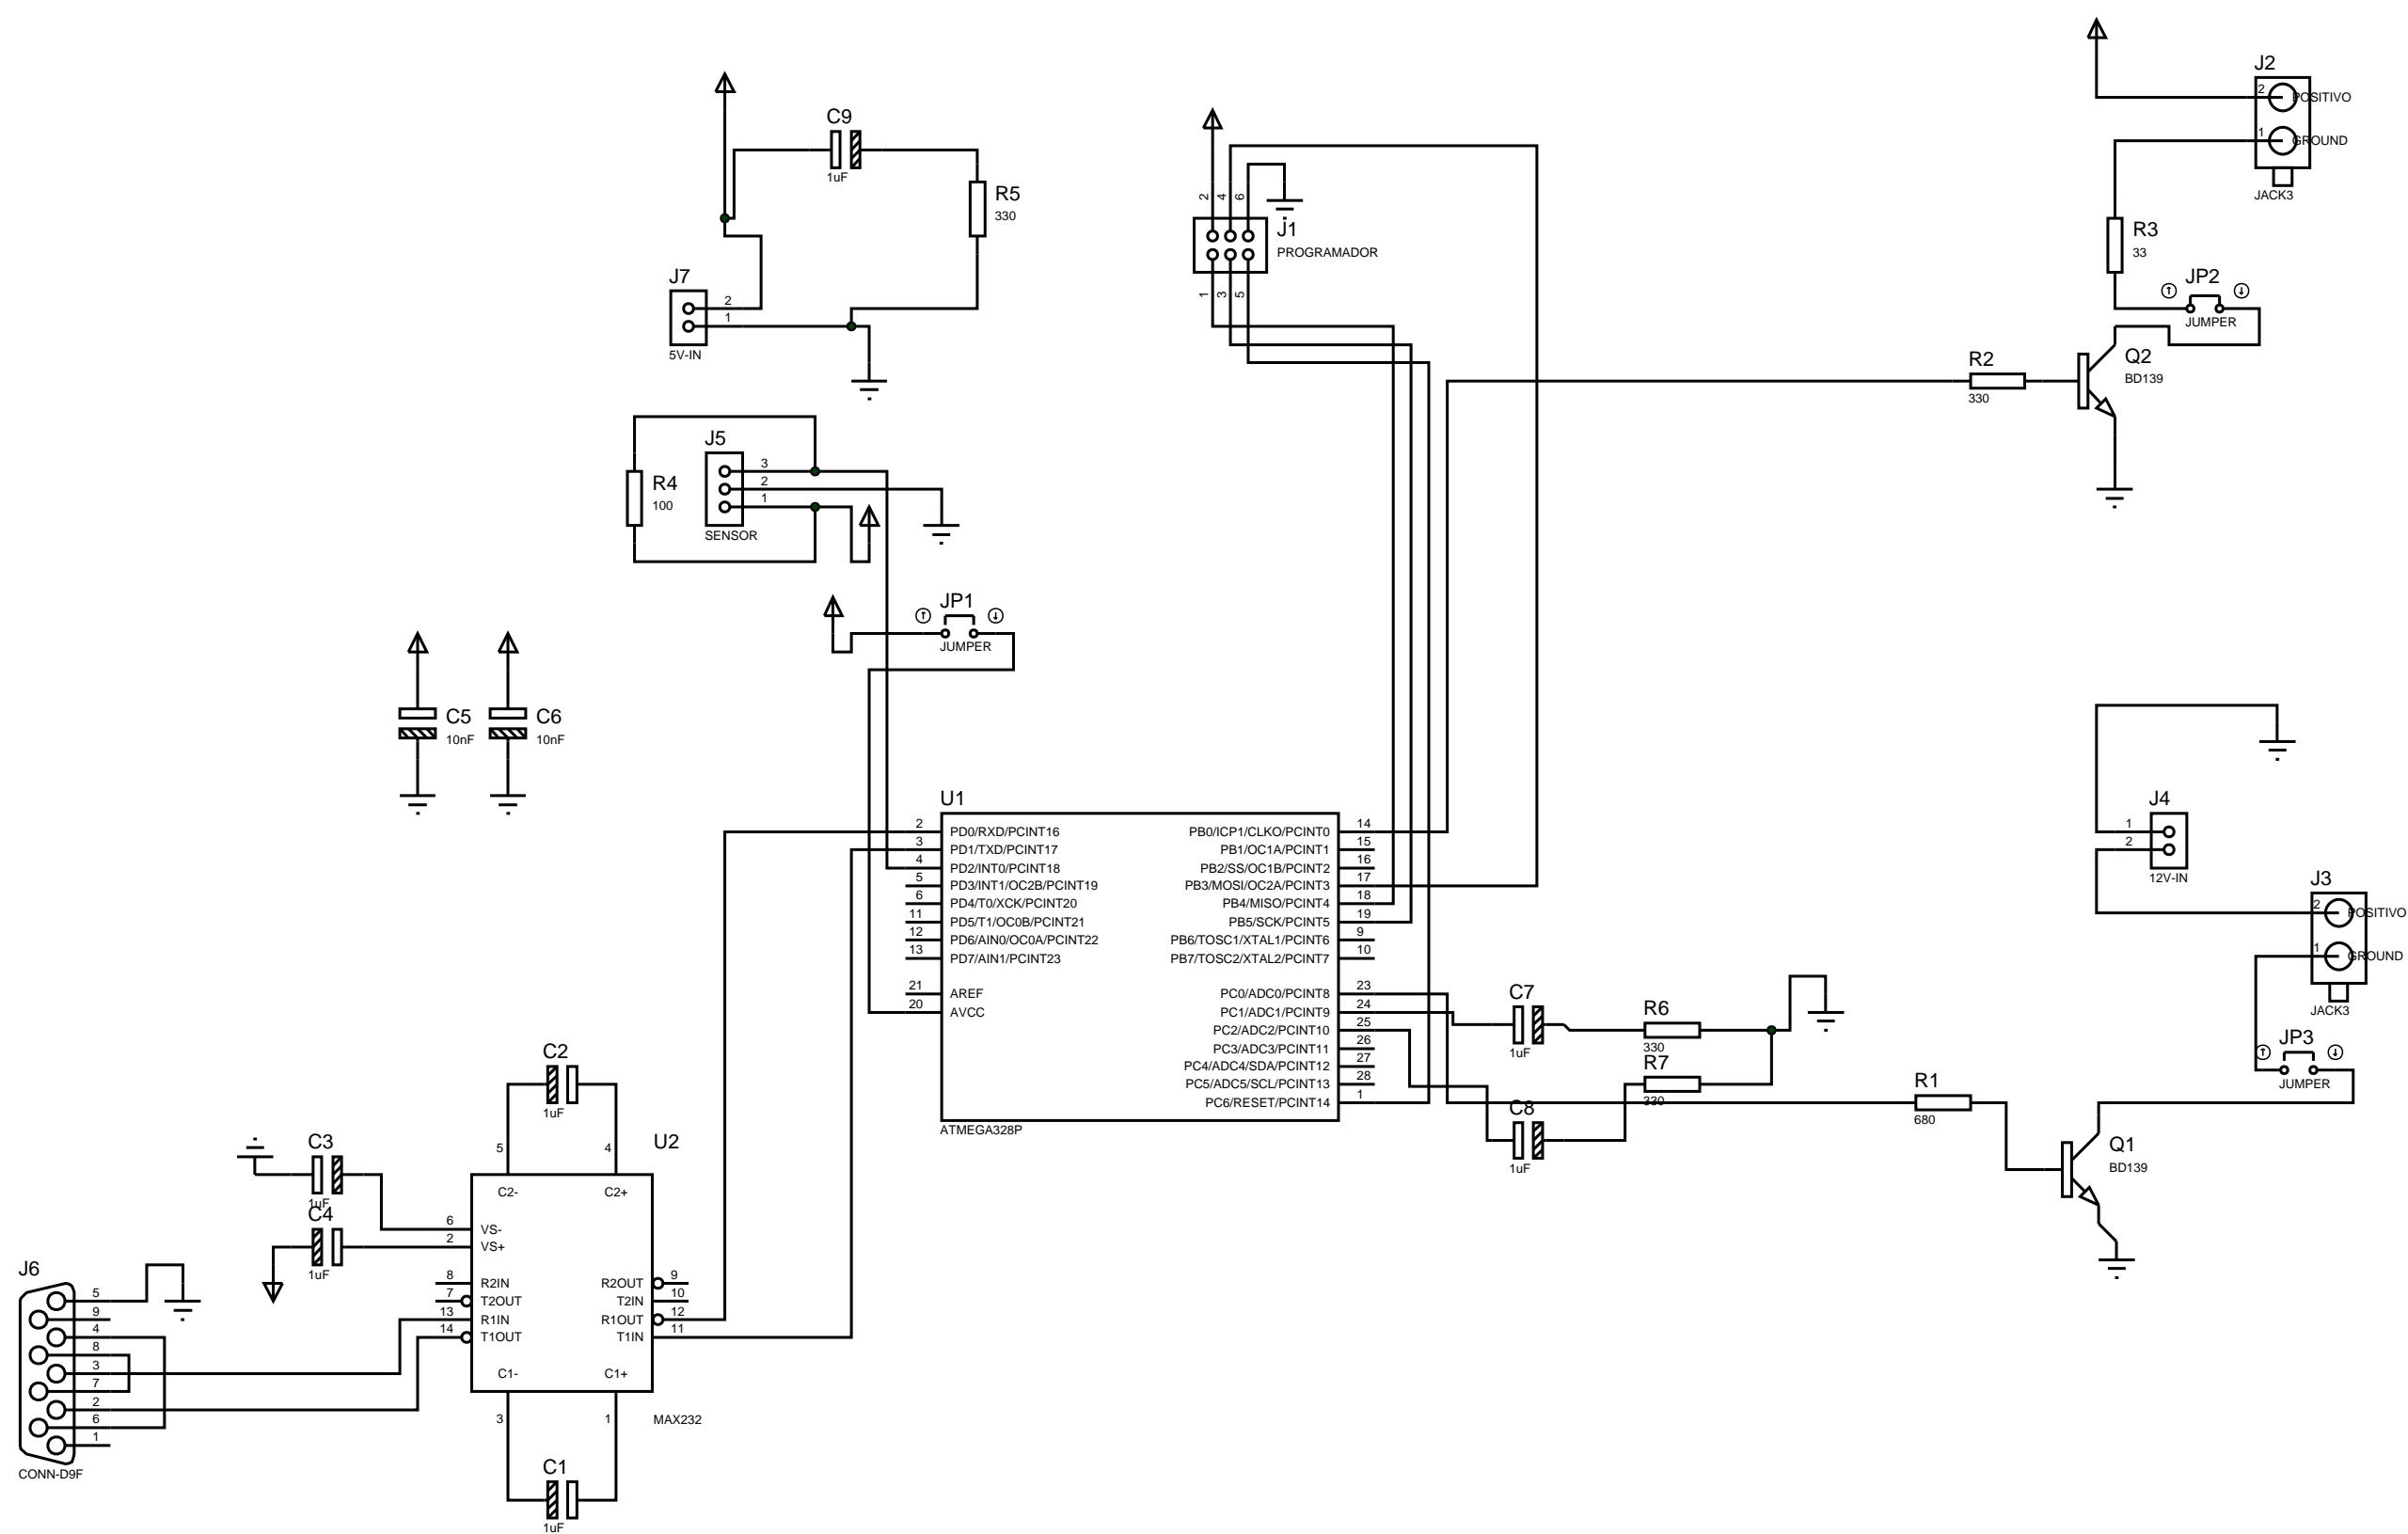 J2
2
POSITIVO
1
GROUND
JACK3
C9
1uF
R5
330
2
4
6
J1
PROGRAMADOR
1
3
5
R3
33
JP2
JUMPER
J7
2
1
5V-IN
R2
330
Q2
BD139
J5
3
2
1
SENSOR
R4
100
JP1
JUMPER
C5
10nF
C6
10nF
U1
2
PD0/RXD/PCINT16
3
PD1/TXD/PCINT17
4
PD2/INT0/PCINT18
5
PD3/INT1/OC2B/PCINT19
6
PD4/T0/XCK/PCINT20
11
PD5/T1/OC0B/PCINT21
12
PD6/AIN0/OC0A/PCINT22
13
PD7/AIN1/PCINT23
21
AREF
20
AVCC
PB0/ICP1/CLKO/PCINT0
14
PB1/OC1A/PCINT1
15
PB2/SS/OC1B/PCINT2
16
PB3/MOSI/OC2A/PCINT3
17
PB4/MISO/PCINT4
18
PB5/SCK/PCINT5
19
PB6/TOSC1/XTAL1/PCINT6
9
PB7/TOSC2/XTAL2/PCINT7
10
PC0/ADC0/PCINT8
23
PC1/ADC1/PCINT9
24
PC2/ADC2/PCINT10
25
PC3/ADC3/PCINT11
26
PC4/ADC4/SDA/PCINT12
27
PC5/ADC5/SCL/PCINT13
28
PC6/RESET/PCINT14
1
ATMEGA328P
J4
1
2
12V-IN
J3
2
POSITIVO
1
GROUND
JACK3
JP3
JUMPER
C7
1uF
R6
330
R7
330
C8
1uF
R1
680
Q1
BD139
C2
1uF
5
4
U2
C3
1uF
C4
1uF
C2-
C2+
6
VS-
2
VS+
8
R2IN
7
T2OUT
13
R1IN
14
T1OUT
R2OUT
9
T2IN
10
R1OUT
12
T1IN
11
C1-
C1+
3
1
MAX232
C1
1uF
J6
5
9
4
8
3
7
2
6
1
CONN-D9F